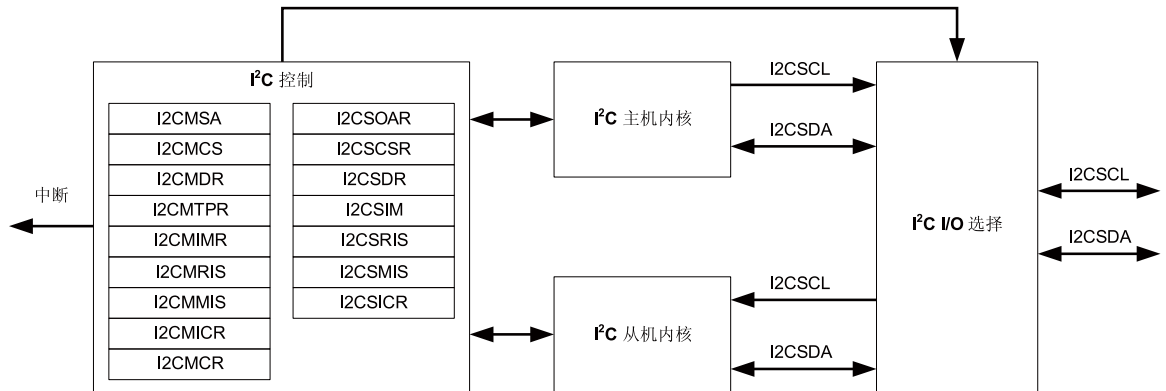 I²C 控制
I2CMSA
I2CMCS
I2CMDR
I2CMTPR
I2CMIMR
I2CMRIS
I2CMMIS
I2CMICR
I2CMCR
I2CSOAR
I2CSCSR
I2CSDR
I2CSIM
I2CSRIS
I2CSMIS
I2CSICR
中断
I²C 主机内核
I²C 从机内核
I2CSCL
I2CSDA
I2CSCL
I2CSDA
I²C I/O 选择
I2CSCL
I2CSDA